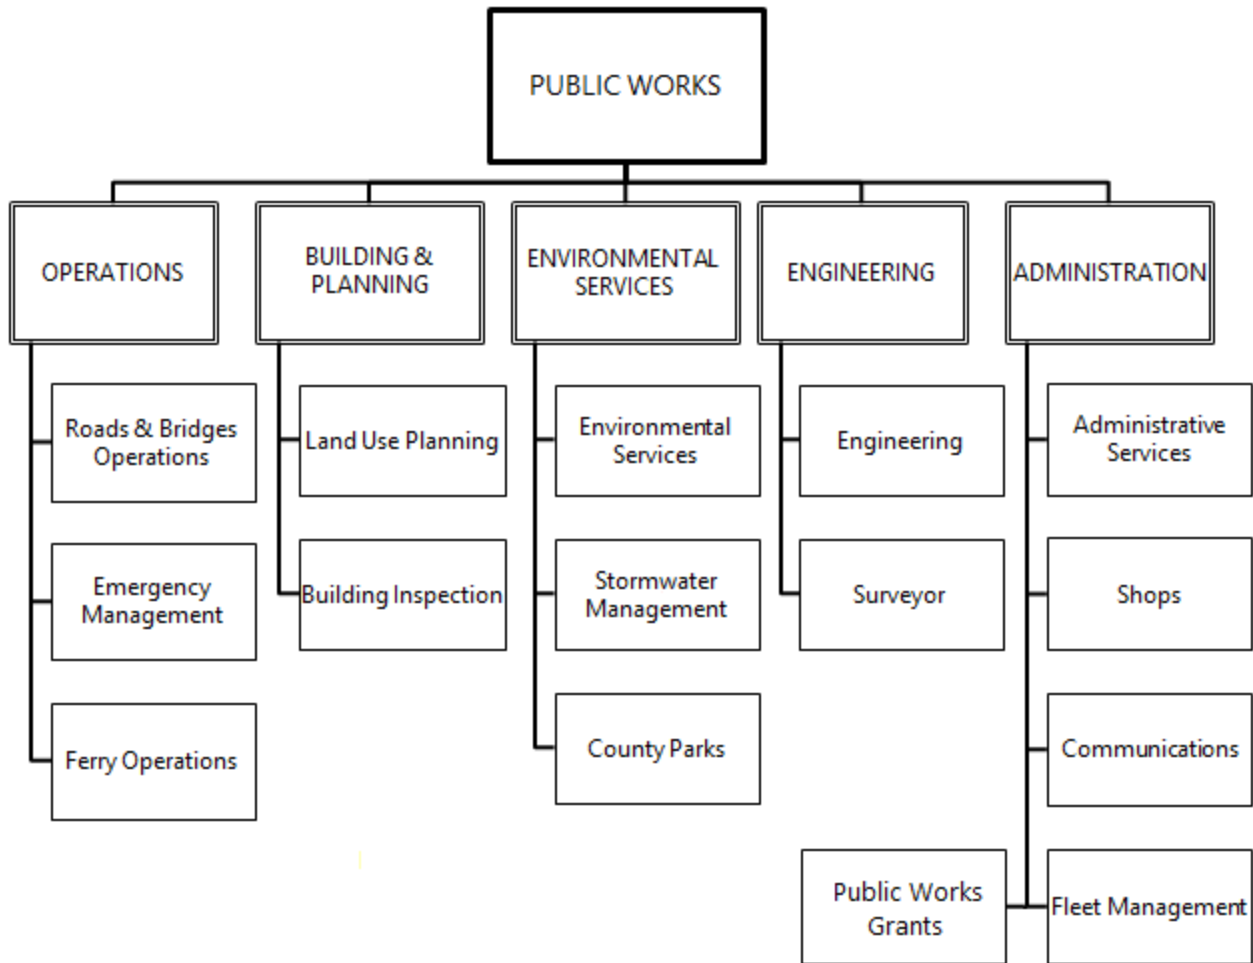 PUBLIC WORKS
OPERATIONS
BUILDING &
PLANNING
ENVIRONMENTAL
SERVICES
ENGINEERING
ADMINISTRATION
Roads & Bridges
Operations
Emergency
Management
Ferry Operations
Land Use Planning
Building Inspection
Environmental
Services
Stormwater
Management
County Parks
Engineering
Surveyor
Administrative
Services
Shops
Communications
Public Works
Grants
Fleet Management